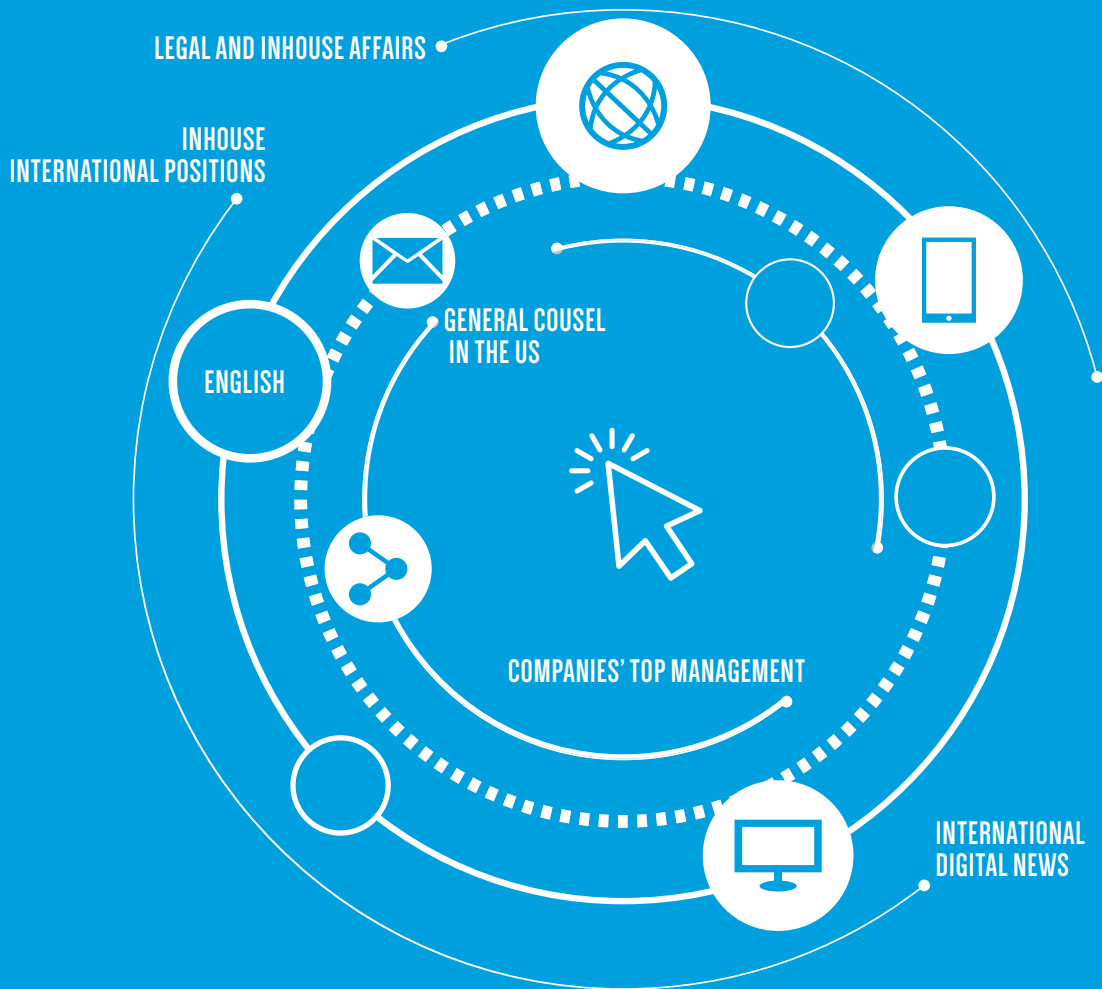 LEGAL AND INHOUSE AFFAIRS
INHOUSE
INTERNATIONAL POSITIONS
GENERAL COUSEL
IN THE US
ENGLISH
COMPANIES' TOP MANAGEMENT
INTERNATIONAL
DIGITAL NEWS